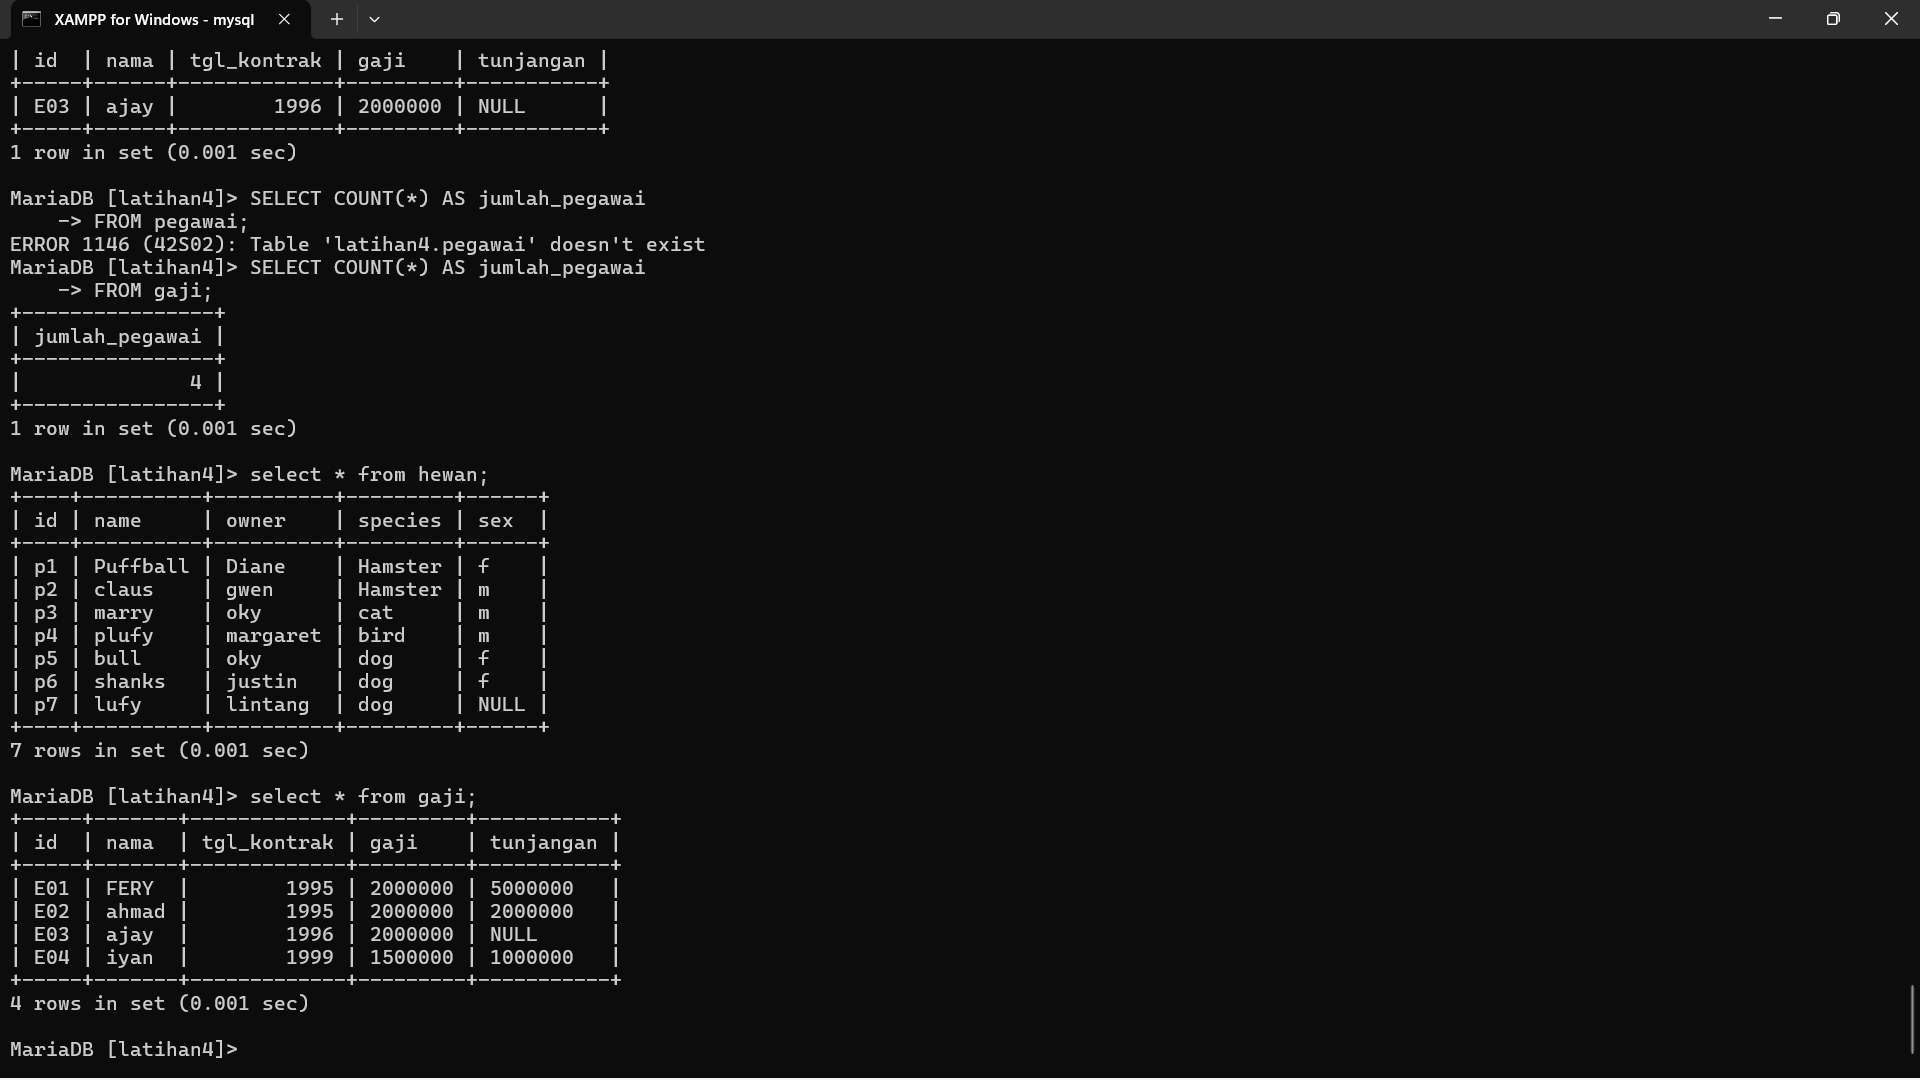 XAMPP for Windows - mysql
| id  | nama | tgl_kontrak | gaji    | tunjangan |
+-----+------+-------------+---------+-----------+
| E03 | ajay |        1996 | 2000000 | NULL      |
+-----+------+-------------+---------+-----------+
1 row in set (0.001 sec)
MariaDB [latihan4]> SELECT COUNT(*) AS jumlah_pegawai
    -> FROM pegawai;
ERROR 1146 (42S02): Table 'latihan4.pegawai' doesn't exist
MariaDB [latihan4]> SELECT COUNT(*) AS jumlah_pegawai
    -> FROM gaji;
+----------------+
| jumlah_pegawai |
+----------------+
|              4 |
+----------------+
1 row in set (0.001 sec)
MariaDB [latihan4]> select * from hewan;
+----+----------+----------+---------+------+
| id | name     | owner    | species | sex  |
+----+----------+----------+---------+------+
| p1 | Puffball | Diane    | Hamster | f    |
| p2 | claus    | gwen     | Hamster | m    |
| p3 | marry    | oky      | cat     | m    |
| p4 | plufy    | margaret | bird    | m    |
| p5 | bull     | oky      | dog     | f    |
| p6 | shanks   | justin   | dog     | f    |
| p7 | lufy     | lintang  | dog     | NULL |
+----+----------+----------+---------+------+
7 rows in set (0.001 sec)
MariaDB [latihan4]> select * from gaji;
+-----+-------+-------------+---------+-----------+
| id  | nama  | tgl_kontrak | gaji    | tunjangan |
+-----+-------+-------------+---------+-----------+
| E01 | FERY  |        1995 | 2000000 | 5000000   |
| E02 | ahmad |        1995 | 2000000 | 2000000   |
| E03 | ajay  |        1996 | 2000000 | NULL      |
| E04 | iyan  |        1999 | 1500000 | 1000000   |
+-----+-------+-------------+---------+-----------+
4 rows in set (0.001 sec)
MariaDB [latihan4]>